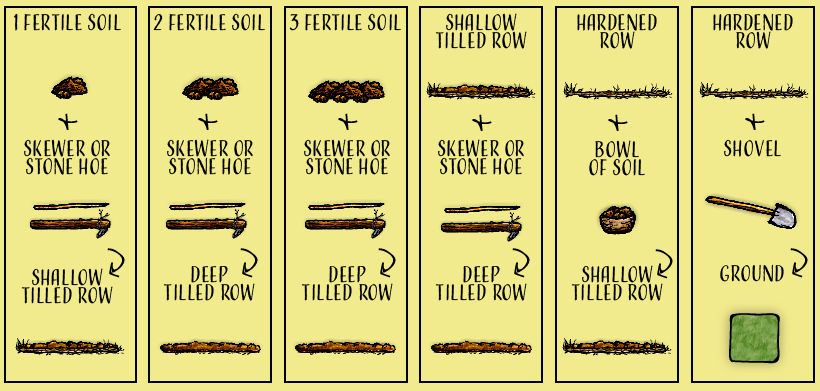 1 FERTILE SOIL
+
SKEWER OR
STONE HOE
SHALLOW
TILLED ROW
2 FERTILE SOIL
+
SKEWER OR
STONE HOE
DEEP
TILLED ROW
3 FERTILE SOIL
+
SKEWER OR
STONE HOE
DEEP
TILLED ROW
SHALLOW
TILLED ROW
+
SKEWER OR
STONE HOE
DEEP
TILLED ROW
HARDENED
ROW
+
BOWL
OF SOIL
SHALLOW
TILLED ROW
HARDENED
ROW
+
SHOVEL
GROUND